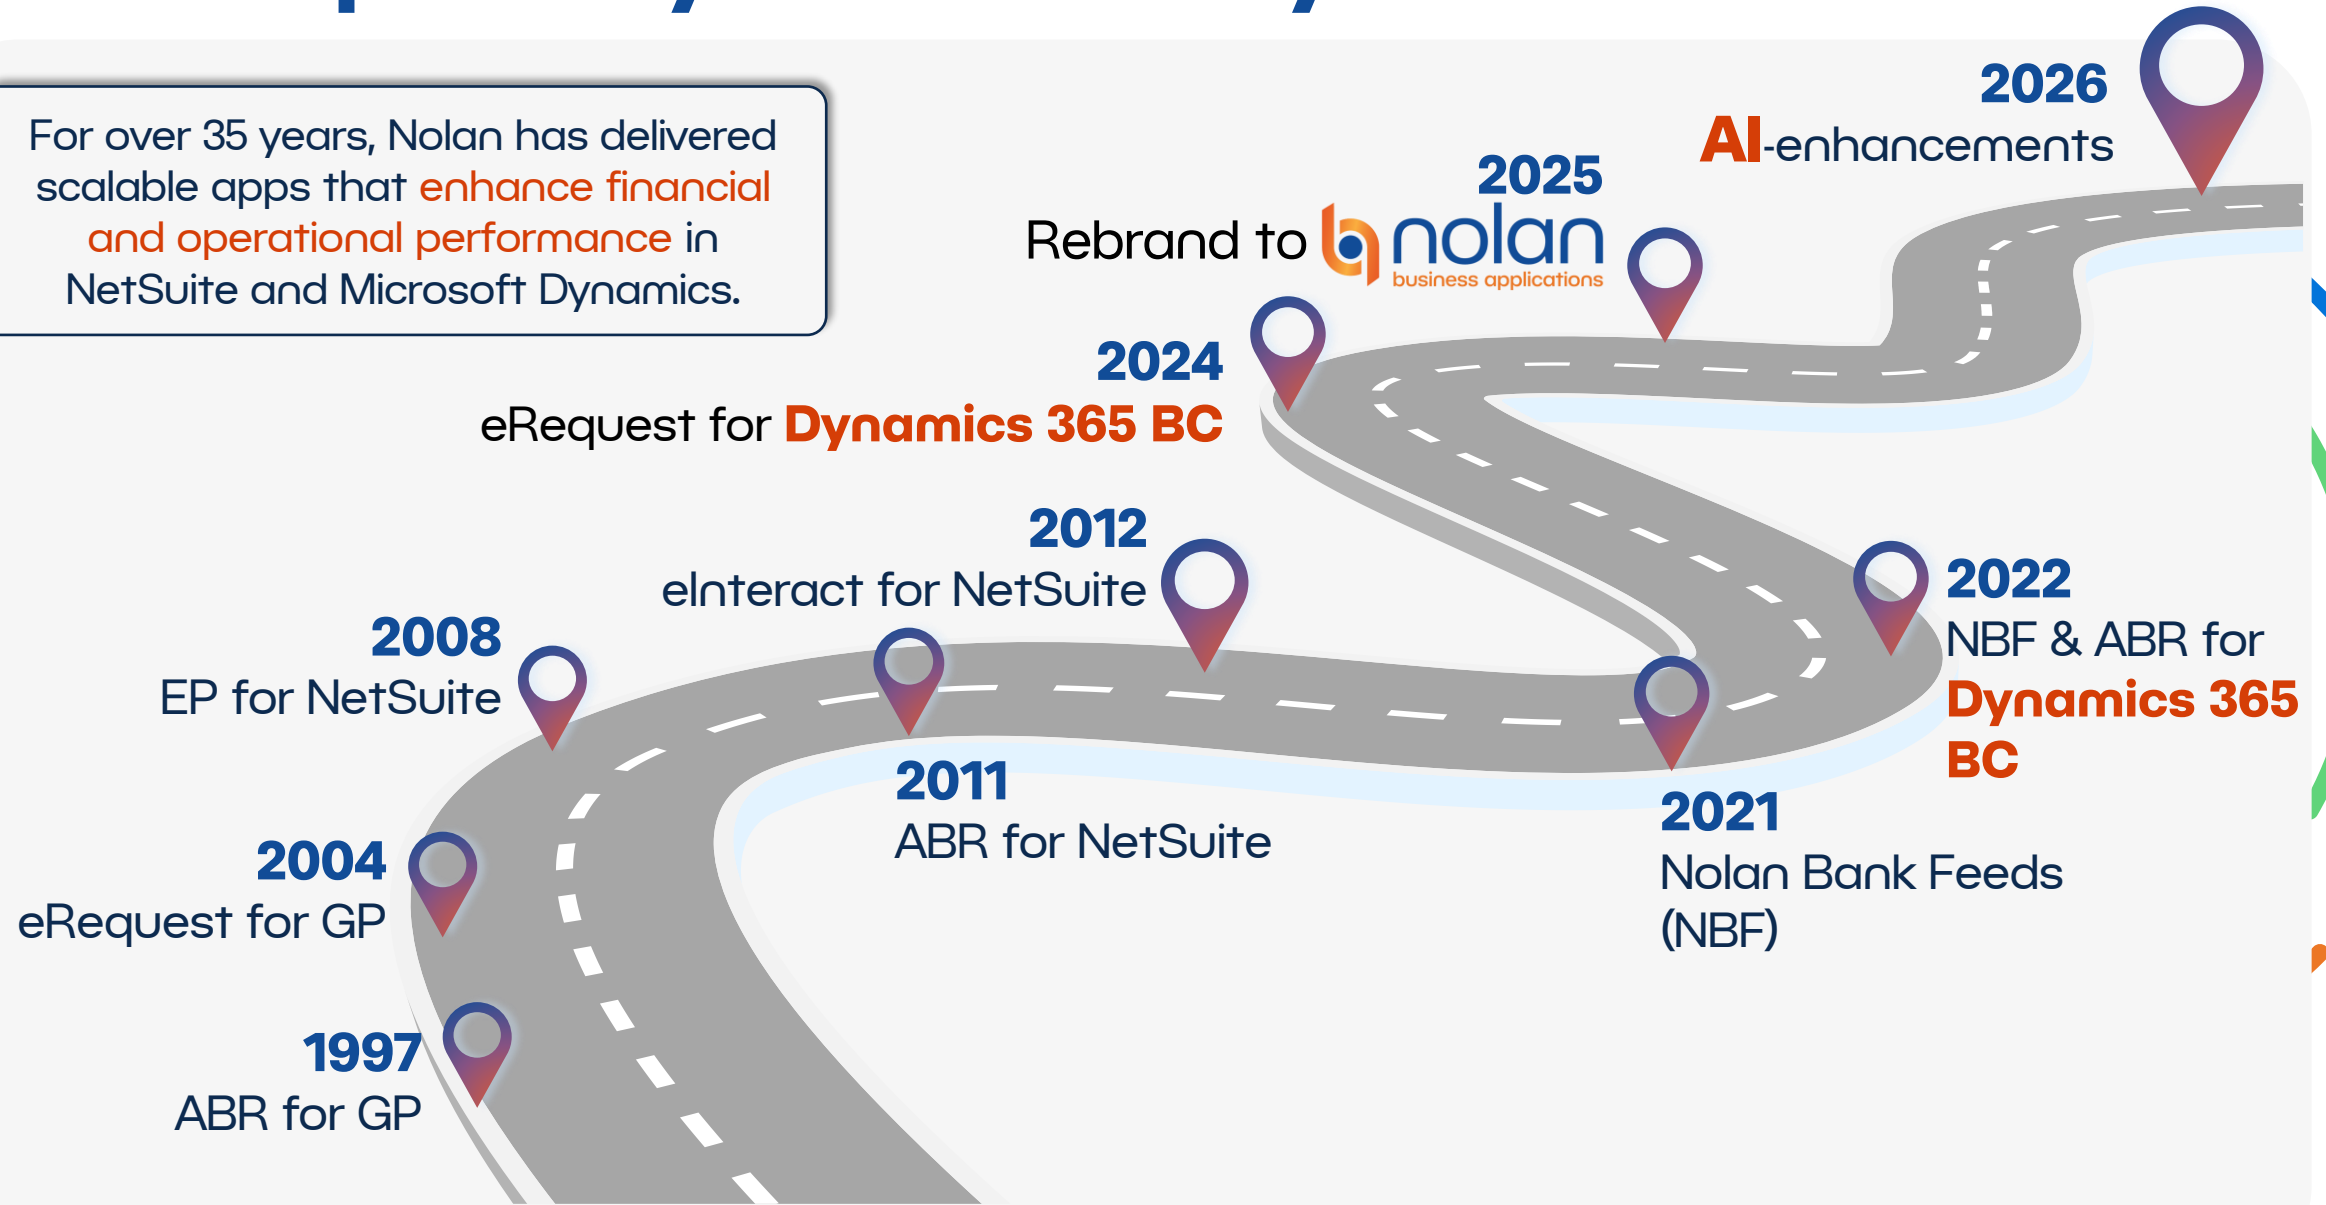 For over 35 years, Nolan has delivered
scalable apps that enhance financial
and operational performance in
NetSuite and Microsoft Dynamics.
2026
AI-enhancements
2025
Rebrand to nolan
business applications
2024
eRequest for Dynamics 365 BC
2012
eInteract for NetSuite
2022
NBF & ABR for
Dynamics 365
BC
2008
EP for NetSuite
2011
ABR for NetSuite
2021
Nolan Bank Feeds
(NBF)
2004
eRequest for GP
1997
ABR for GP